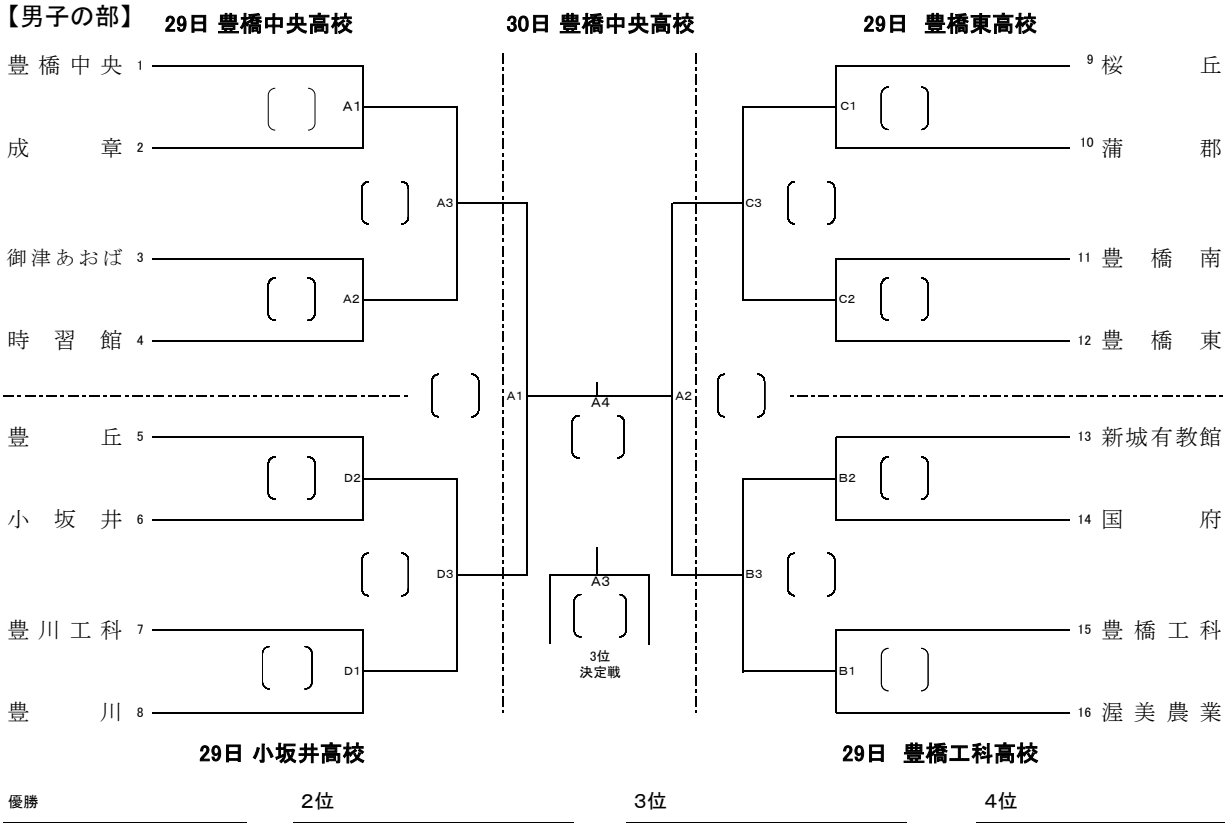 【男子の部】 29日 豊橋中央高校 30日 豊橋中央高校 29日 豊橋東高校
豊橋中央 1
A1
成章 2
A3
御津あおば 3
A2
時習館 4
9 桜丘
C1
10 蒲郡
C3
11 豊橋南
C2
12 豊橋東
A1 A4 A2
豊丘 5
D2
小坂井 6
D3
豊川工科 7
D1
豊川 8
A3
3位
決定戦
13 新城有教館
B2
14 国府
B3
15 豊橋工科
B1
16 渥美農業
29日 小坂井高校 29日 豊橋工科高校
優勝 2位 3位 4位